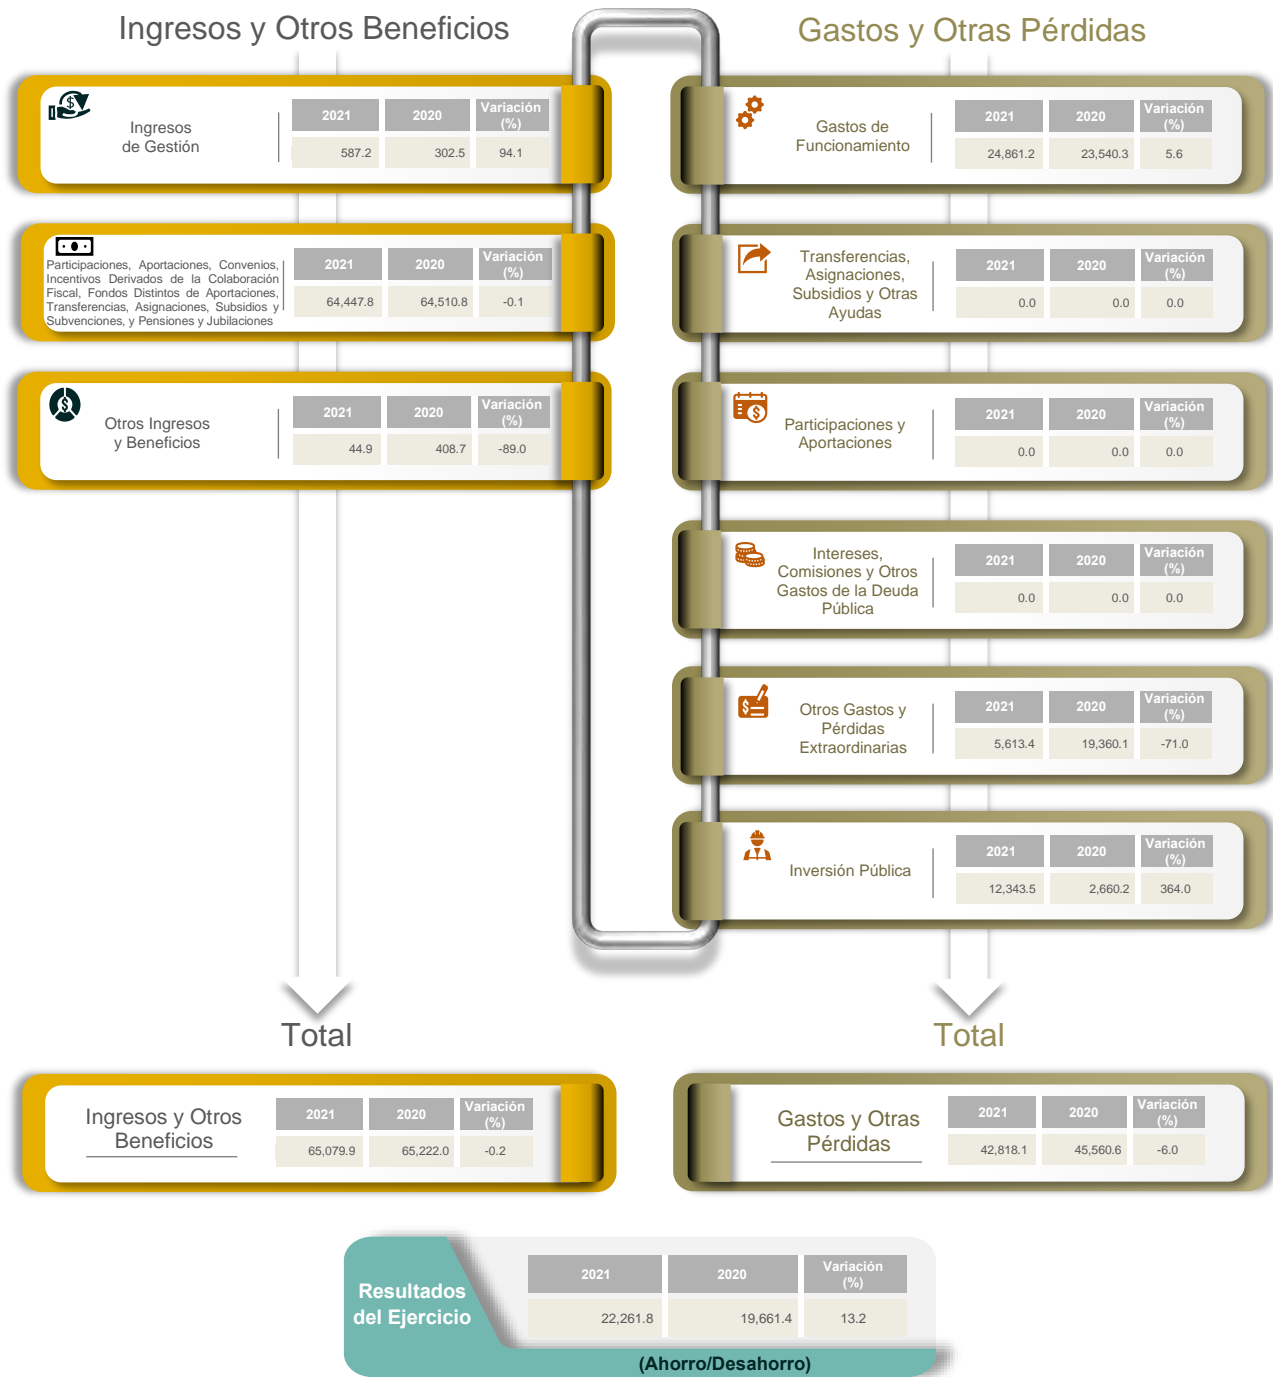 Ingresos y Otros Beneficios
Ingresos
de Gestión
2021 2020 Variación
(%)
587.2 302.5 94.1
Participaciones, Aportaciones, Convenios,
Incentivos Derivados de la Colaboración
Fiscal, Fondos Distintos de Aportaciones,
Transferencias, Asignaciones, Subsidios y
Subvenciones, y Pensiones y Jubilaciones
2021 2020 Variación
(%)
64,447.8 64,510.8 -0.1
Otros Ingresos
y Beneficios
2021 2020 Variación
(%)
44.9 408.7 -89.0
Total
Ingresos y Otros
Beneficios
2021 2020 Variación
(%)
65,079.9 65,222.0 -0.2
Gastos y Otras Pérdidas
Gastos de
Funcionamiento
2021 2020 Variación
(%)
24,861.2 23,540.3 5.6
Transferencias,
Asignaciones,
Subsidios y Otras
Ayudas
2021 2020 Variación
(%)
0.0 0.0 0.0
Participaciones y
Aportaciones
2021 2020 Variación
(%)
0.0 0.0 0.0
Intereses,
Comisiones y Otros
Gastos de la Deuda
Pública
2021 2020 Variación
(%)
0.0 0.0 0.0
Otros Gastos y
Pérdidas
Extraordinarias
2021 2020 Variación
(%)
5,613.4 19,360.1 -71.0
Inversión Pública
2021 2020 Variación
(%)
12,343.5 2,660.2 364.0
Total
Gastos y Otras
Pérdidas
2021 2020 Variación
(%)
42,818.1 45,560.6 -6.0
Resultados
del Ejercicio
2021 2020 Variación
(%)
22,261.8 19,661.4 13.2
(Ahorro/Desahorro)